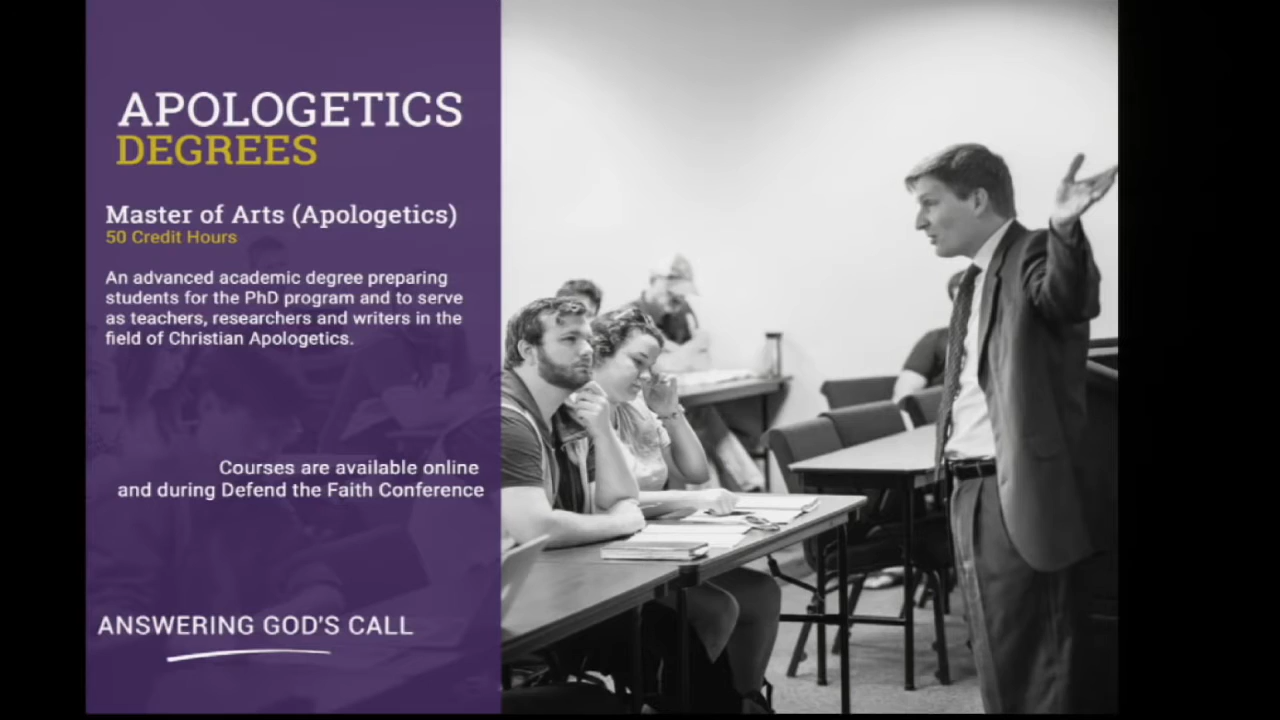 APOLOGETICS
DEGREES
Master of Arts (Apologetics)
50 Credit Hours
An advanced academic degree preparing
students for the PhD program and to serve
as teachers, researchers and writers in the
field of Christian Apologetics.
Courses are available online
and during Defend the Faith Conference
ANSWERING GOD'S CALL